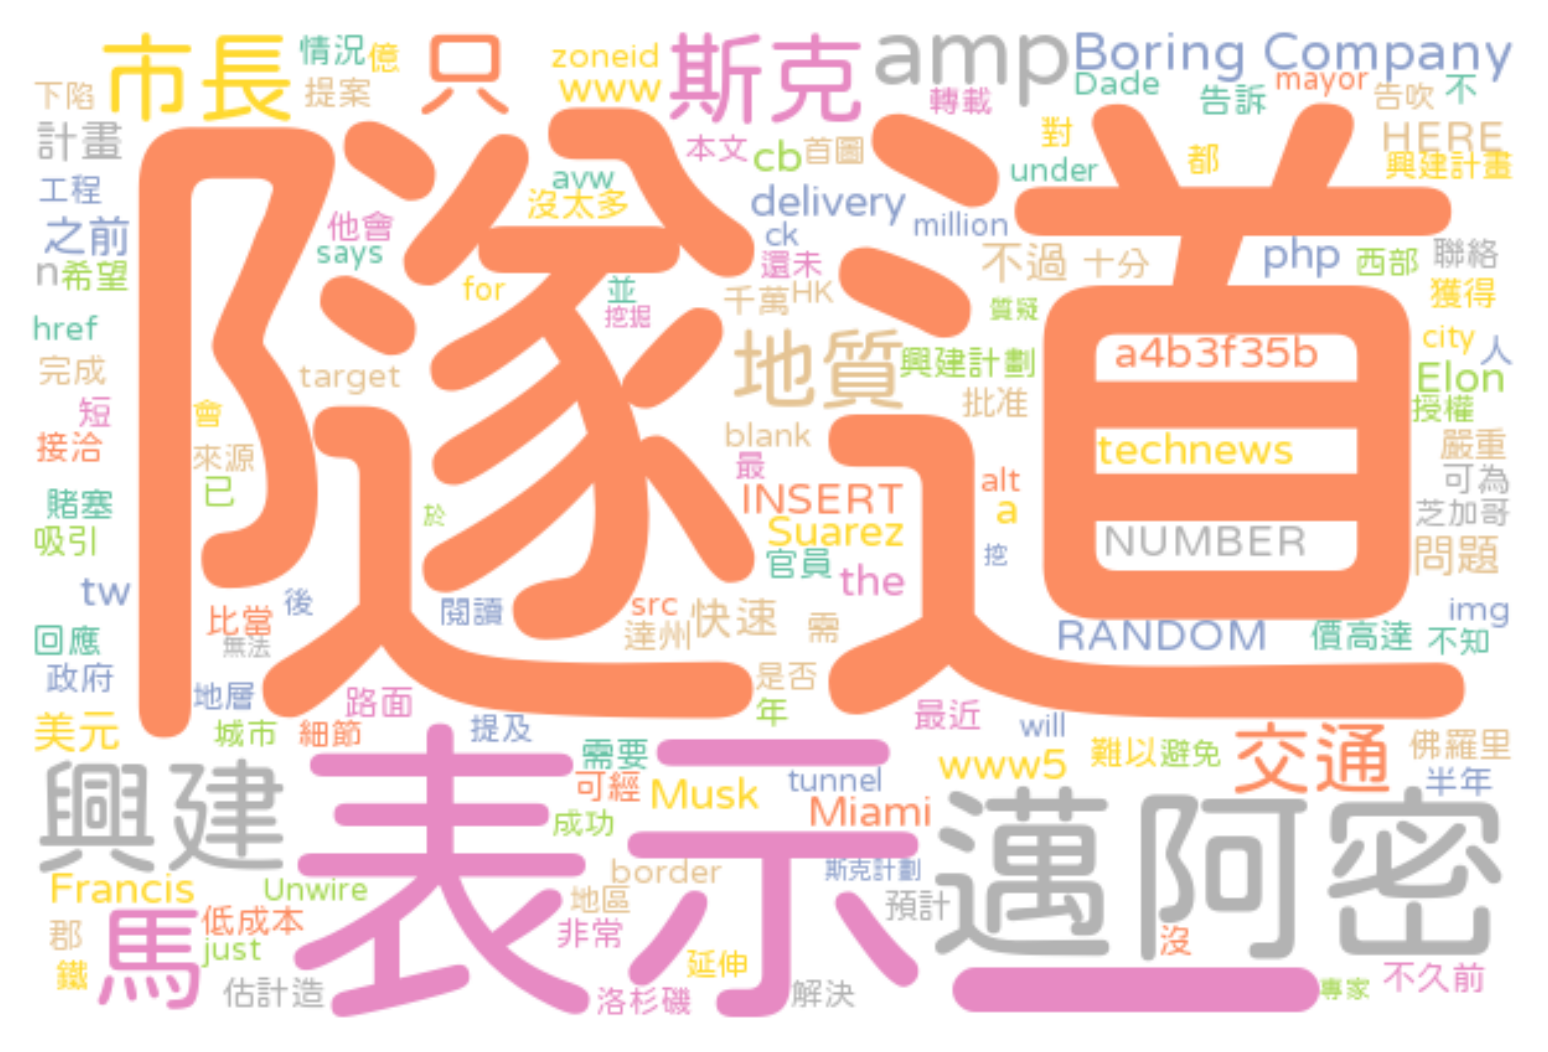 市長 情況 億 只 zoneid 斯克 amp Boring Company
下陷 提案 www 轉載 Dade 告訴 mayor 告吹 不
計畫 本文 cb 首圖 對 都 HERE
工程 avw 沒太多 delivery under 興建計畫
之前 他會 ck million
n 希望 says 還未 不過 十分 php 西部 聯絡
隧道
for 並 挖掘 千萬 HK 質疑 獲得
href city 人
完成 target 地質 興建計劃 a4b3f35b Elon
短 會 批准 授權
接洽 來源 blank technews 嚴重
已 最 alt 可為
賭塞 於 INSERT a 芝加哥
吸引 Suarez 挖 NUMBER 問題
tw 官員 the
比當 後 閱讀 src 快速 需 img
回應 無法 達州 RANDOM 價高達 不知
政府 地層 路面 是否
美元 城市 細節 提及 年 最近 will 交通 佛羅里
需要 www5 難以 避免
興建 表示 可經 Musk tunnel Miami 邁阿密 半年
成功
Francis Unwire border 斯克計劃
郡 馬 低成本 地區 預計
just 非常 沒
鐵 延伸 不久前
估計造 洛杉磯 解決 一 專家